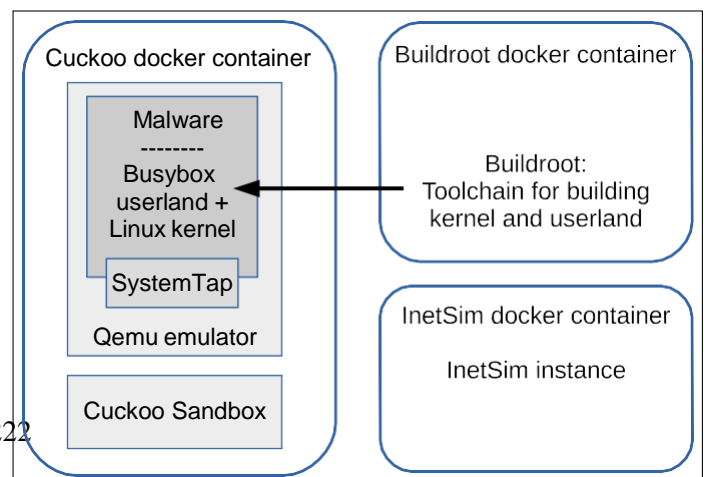 Cuckoo docker container
Malware
--------
Busybox
userland +
Linux kernel
SystemTap
Qemu emulator
Cuckoo Sandbox
Buildroot docker container
Buildroot:
Toolchain for building
kernel and userland
InetSim docker container
InetSim instance
222